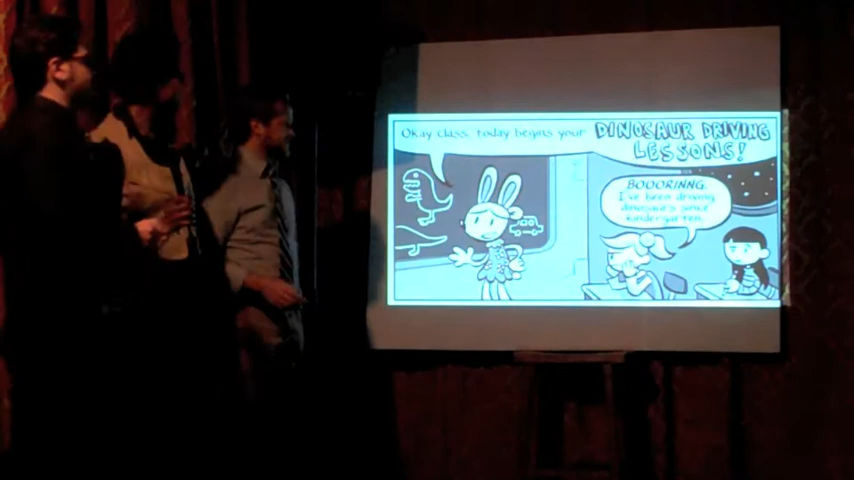 Okay class, today begins your DINOSAUR DRIVING
LESSONS!
BOOORINNG.
I've been driving
dinosaurs since
kindergarten.